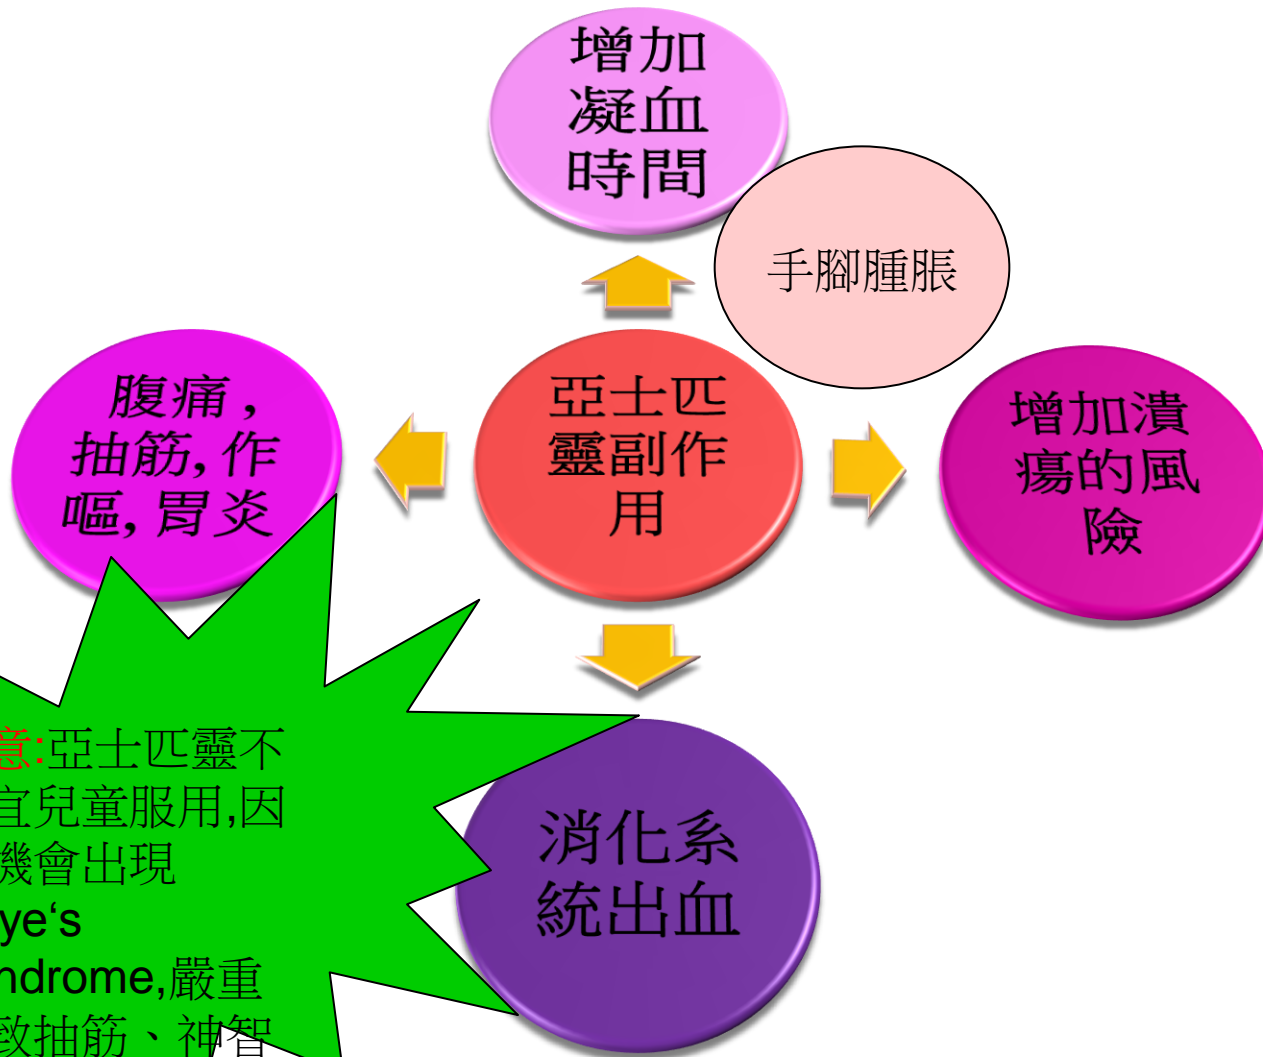 增加
凝血
時間
手腳腫脹
腹痛,
抽筋,作
嘔,胃炎
亞士匹
靈副作
用
增加潰
瘍的風
險
意:亞士匹靈不
宜兒童服用,因
機會出現
ye‘s
ndrome,嚴重
致抽筋、神智
消化系
統出血